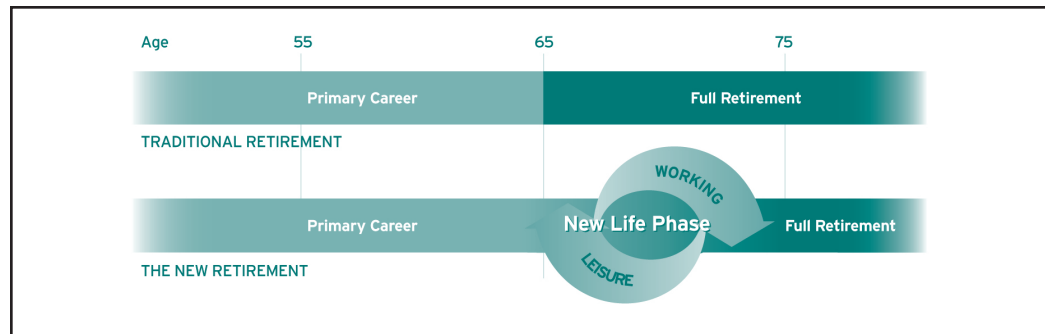 Age 55 65 75
Primary Career Full Retirement
TRADITIONAL RETIREMENT
WORKING
Primary Career New Life Phase Full Retirement
LEISURE
THE NEW RETIREMENT